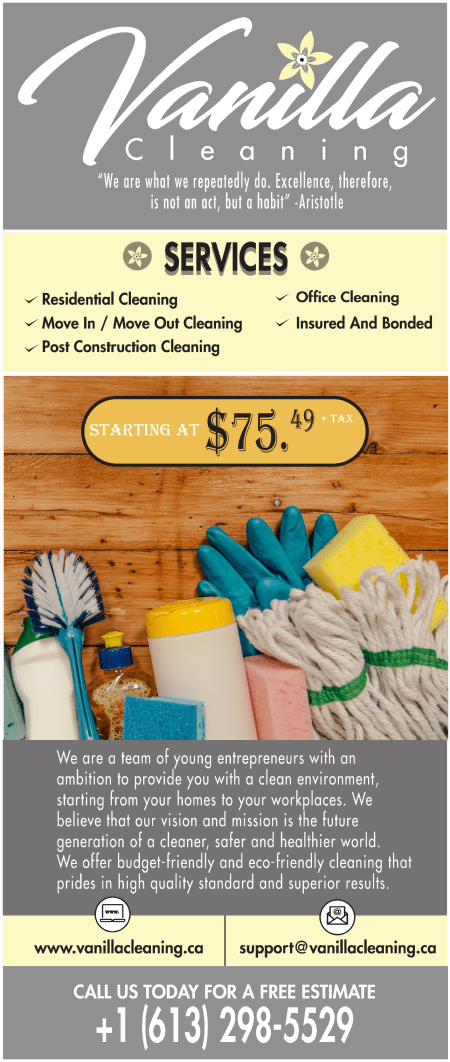 Vanilla
Cleaning
“We are what we repeatedly do. Excellence, therefore,
is not an act, but a habit” -Aristotle
SERVICES
Residential Cleaning
Move In / Move Out Cleaning
Post Construction Cleaning
Office Cleaning
Insured And Bonded
STARTING AT $75.49 + TAX
We are a team of young entrepreneurs with an
ambition to provide you with a clean environment,
starting from your homes to your workplaces. We
believe that our vision and mission is the future
generation of a cleaner, safer and healthier world.
We offer budget-friendly and eco-friendly cleaning that
prides in high quality standard and superior results.
www.
@
www.vanillacleaning.ca
support@vanillacleaning.ca
CALL US TODAY FOR A FREE ESTIMATE
+1 (613) 298-5529